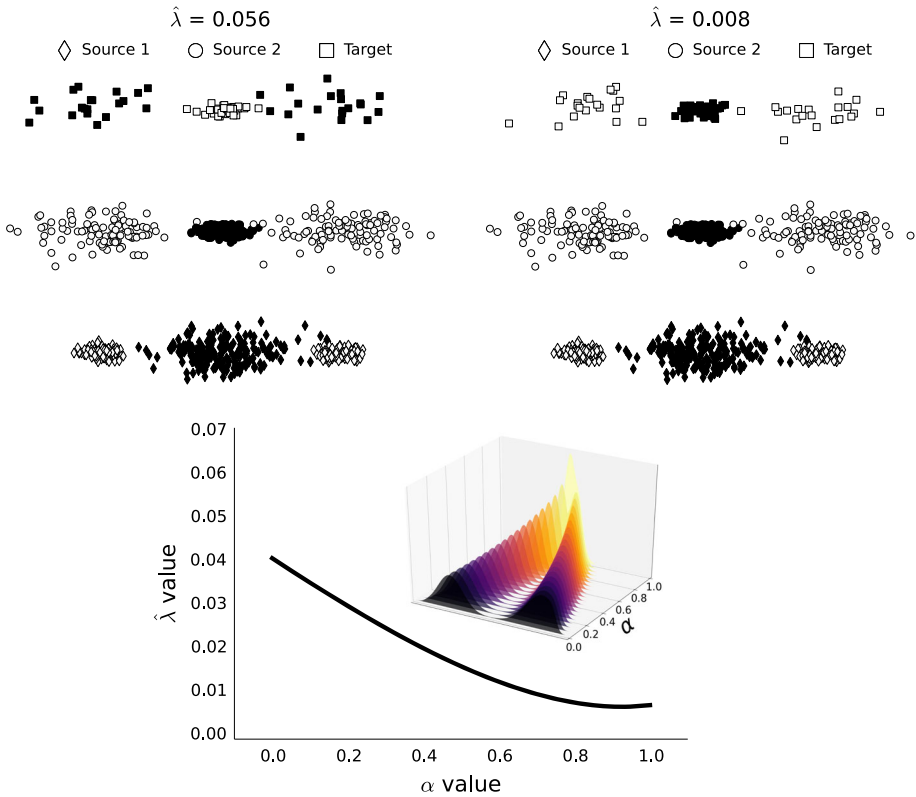 λ̂ = 0.056
Source 1 Source 2 Target
λ̂ = 0.008
Source 1 Source 2 Target
0.07
0.06
0.05
0.04
0.03
0.02
0.01
0.00
λ̂ value
0.0 0.2 0.4 0.6 0.8 1.0
α value
0.0 0.2 0.4 0.6 0.8 1.0
α